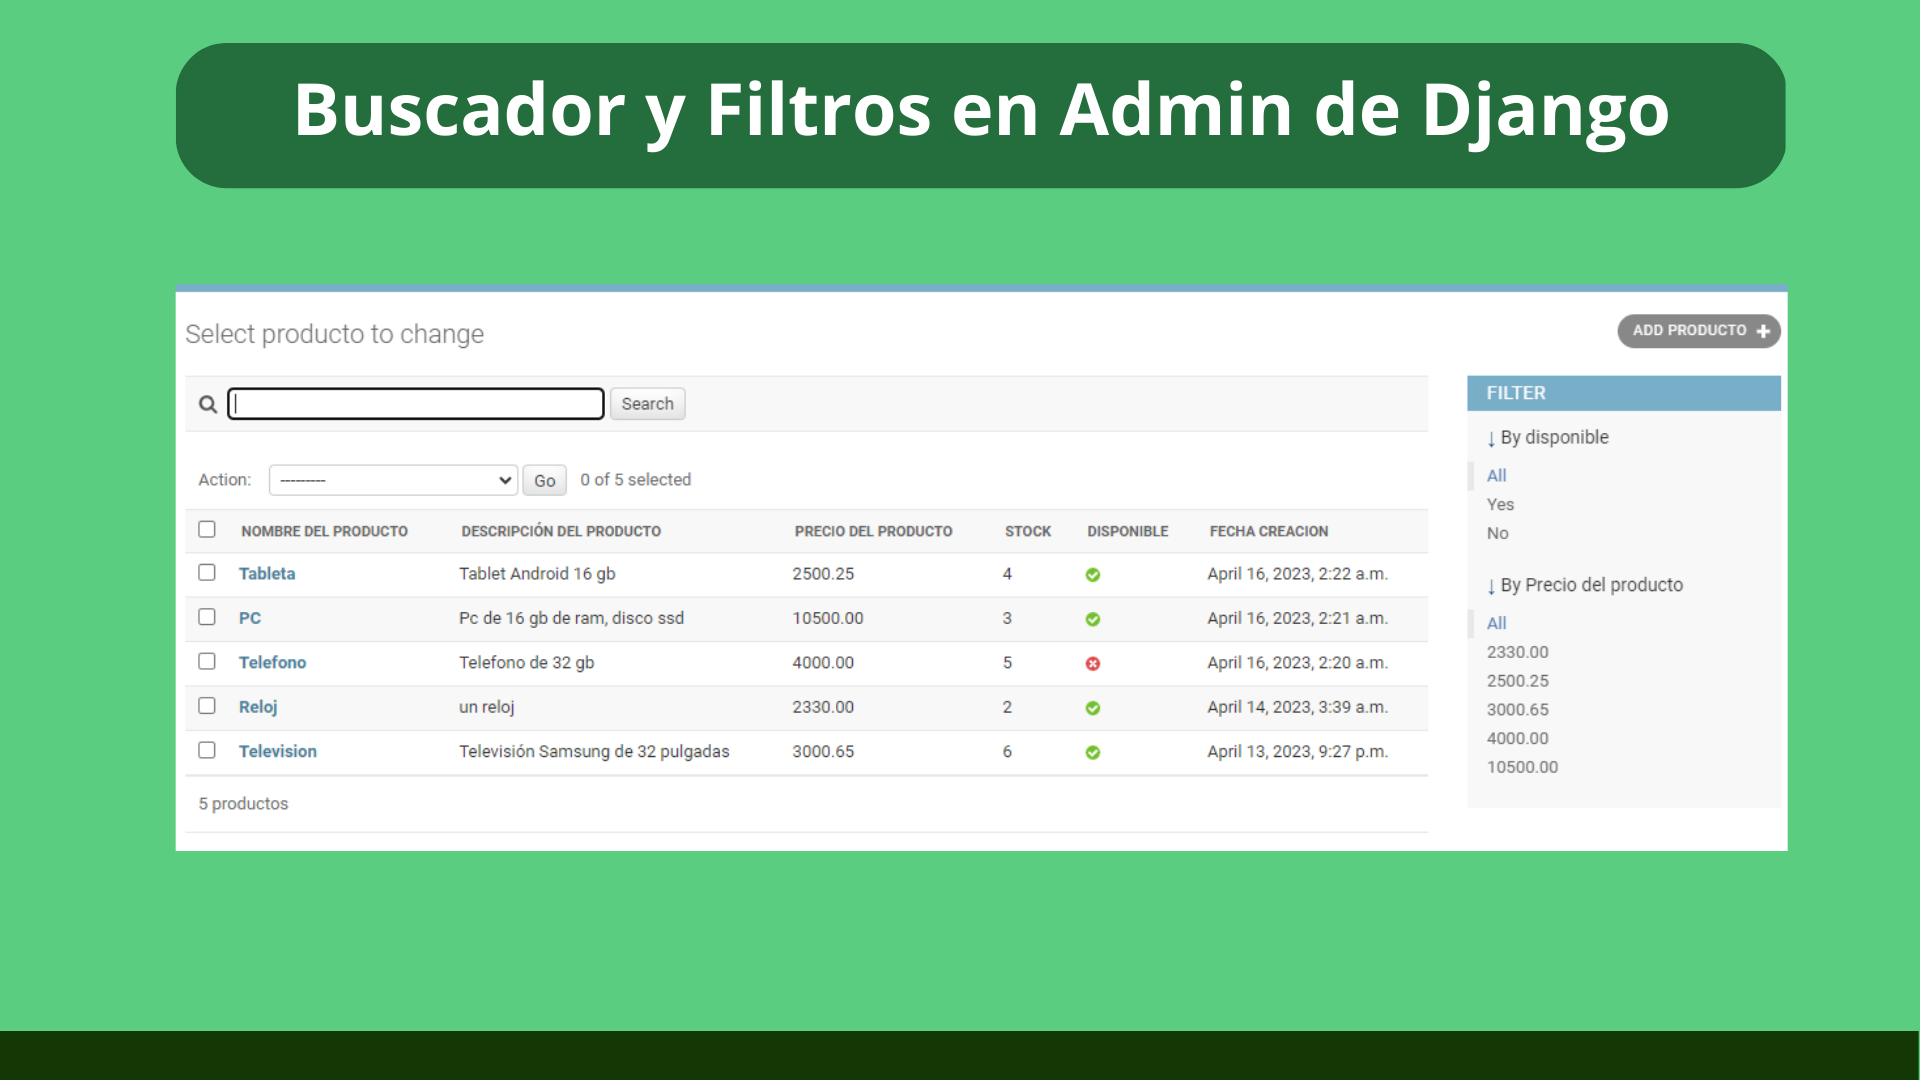 Buscador y Filtros en Admin de Django
Select producto to change
ADD PRODUCTO +
Search
FILTER
↓ By disponible
All
Yes
No
↓ By Precio del producto
All
2330.00
2500.25
3000.65
4000.00
10500.00
Action: --------- Go 0 of 5 selected
NOMBRE DEL PRODUCTO DESCRIPCIÓN DEL PRODUCTO PRECIO DEL PRODUCTO STOCK DISPONIBLE FECHA CREACION
Tableta Tablet Android 16 gb 2500.25 4 April 16, 2023, 2:22 a.m.
PC Pc de 16 gb de ram, disco ssd 10500.00 3 April 16, 2023, 2:21 a.m.
Telefono Telefono de 32 gb 4000.00 5 April 16, 2023, 2:20 a.m.
Reloj un reloj 2330.00 2 April 14, 2023, 3:39 a.m.
Television Televisión Samsung de 32 pulgadas 3000.65 6 April 13, 2023, 9:27 p.m.
5 productos